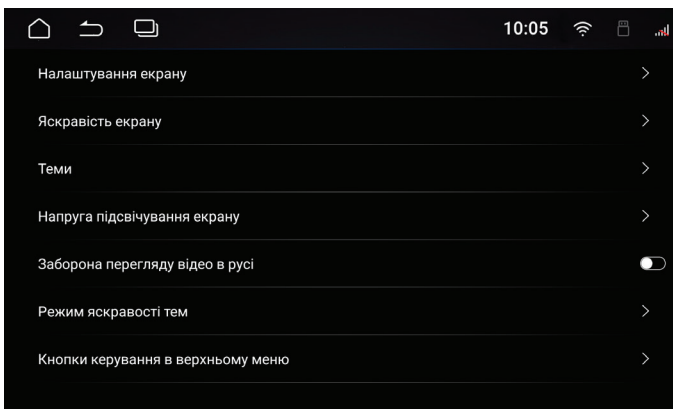 10:05
Налаштування екрану
Яскравість екрану
Теми
Напруга підсвічування екрану
Заборона перегляду відео в русі
Режим яскравості тем
Кнопки керування в верхньому меню